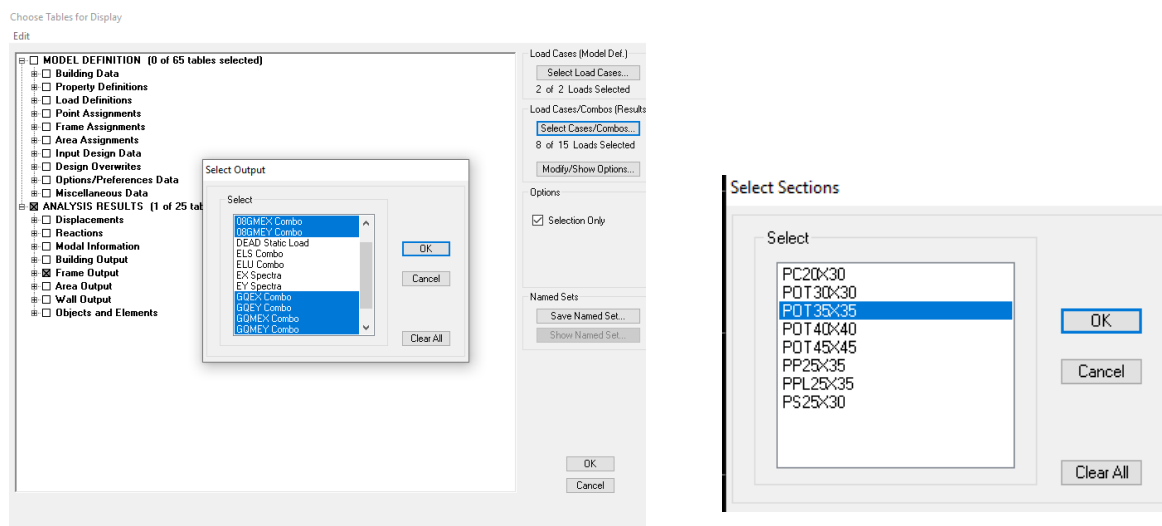 Choose Tables for Display
Edit
MODEL DEFINITION (0 of 65 tables selected)
Building Data
Property Definitions
Load Definitions
Point Assignments
Frame Assignments
Area Assignments
Input Design Data
Design Overwrites
Options/Preferences Data
Miscellaneous Data
ANALYSIS RESULTS (1 of 25 tab
Displacements
Reactions
Modal Information
Building Output
Frame Output
Area Output
Wall Output
Objects and Elements
Select Output
Select
08GMEX Combo
08GMEY Combo
DEAD Static Load
ELS Combo
ELU Combo
EX Spectra
EY Spectra
GQEX Combo
GQEY Combo
GQMEX Combo
GQMEY Combo
OK
Cancel
Clear All
Load Cases (Model Def.)
Select Load Cases...
2 of 2 Loads Selected
Load Cases/Combos (Results
Select Cases/Combos...
8 of 15 Loads Selected
Modify/Show Options...
Options
Selection Only
Named Sets
Save Named Set...
Show Named Set...
OK
Cancel
Select Sections
Select
PC20X30
POT30X30
POT35X35
POT40X40
POT45X45
PP25X35
PPL25X35
PS25X30
OK
Cancel
Clear All